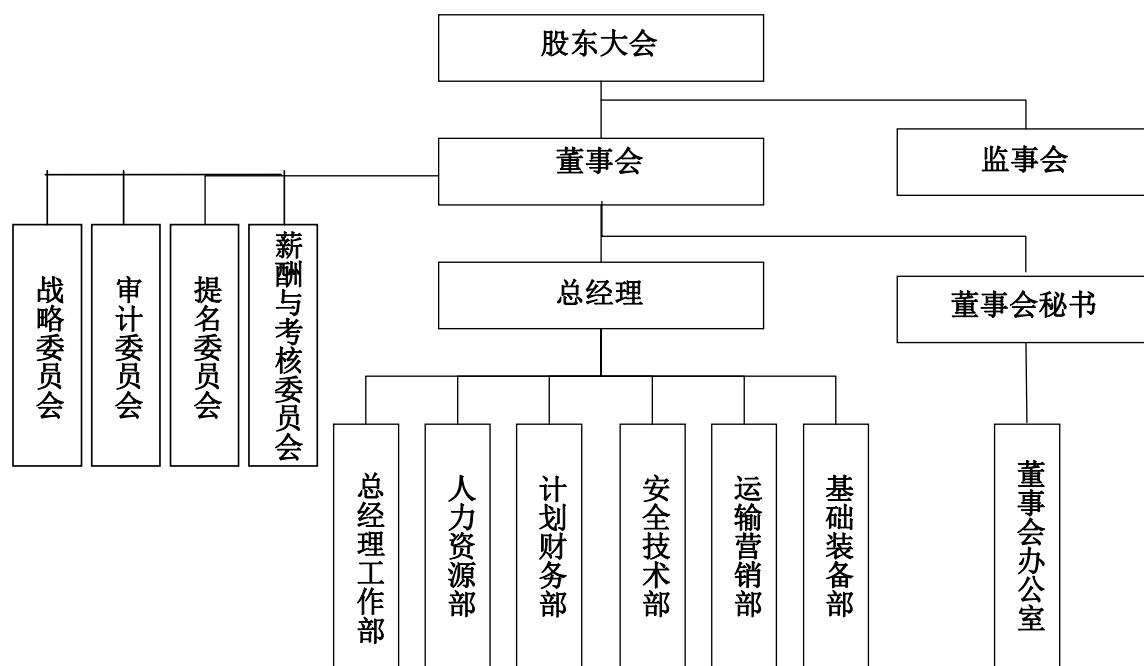 股东大会
监事会
董事会
总经理
董事会秘书
战略委员会
审计委员会
提名委员会
薪酬与考核委员会
总经理工作部
人力资源部
计划财务部
安全技术部
运输营销部
基础装备部
董事会办公室